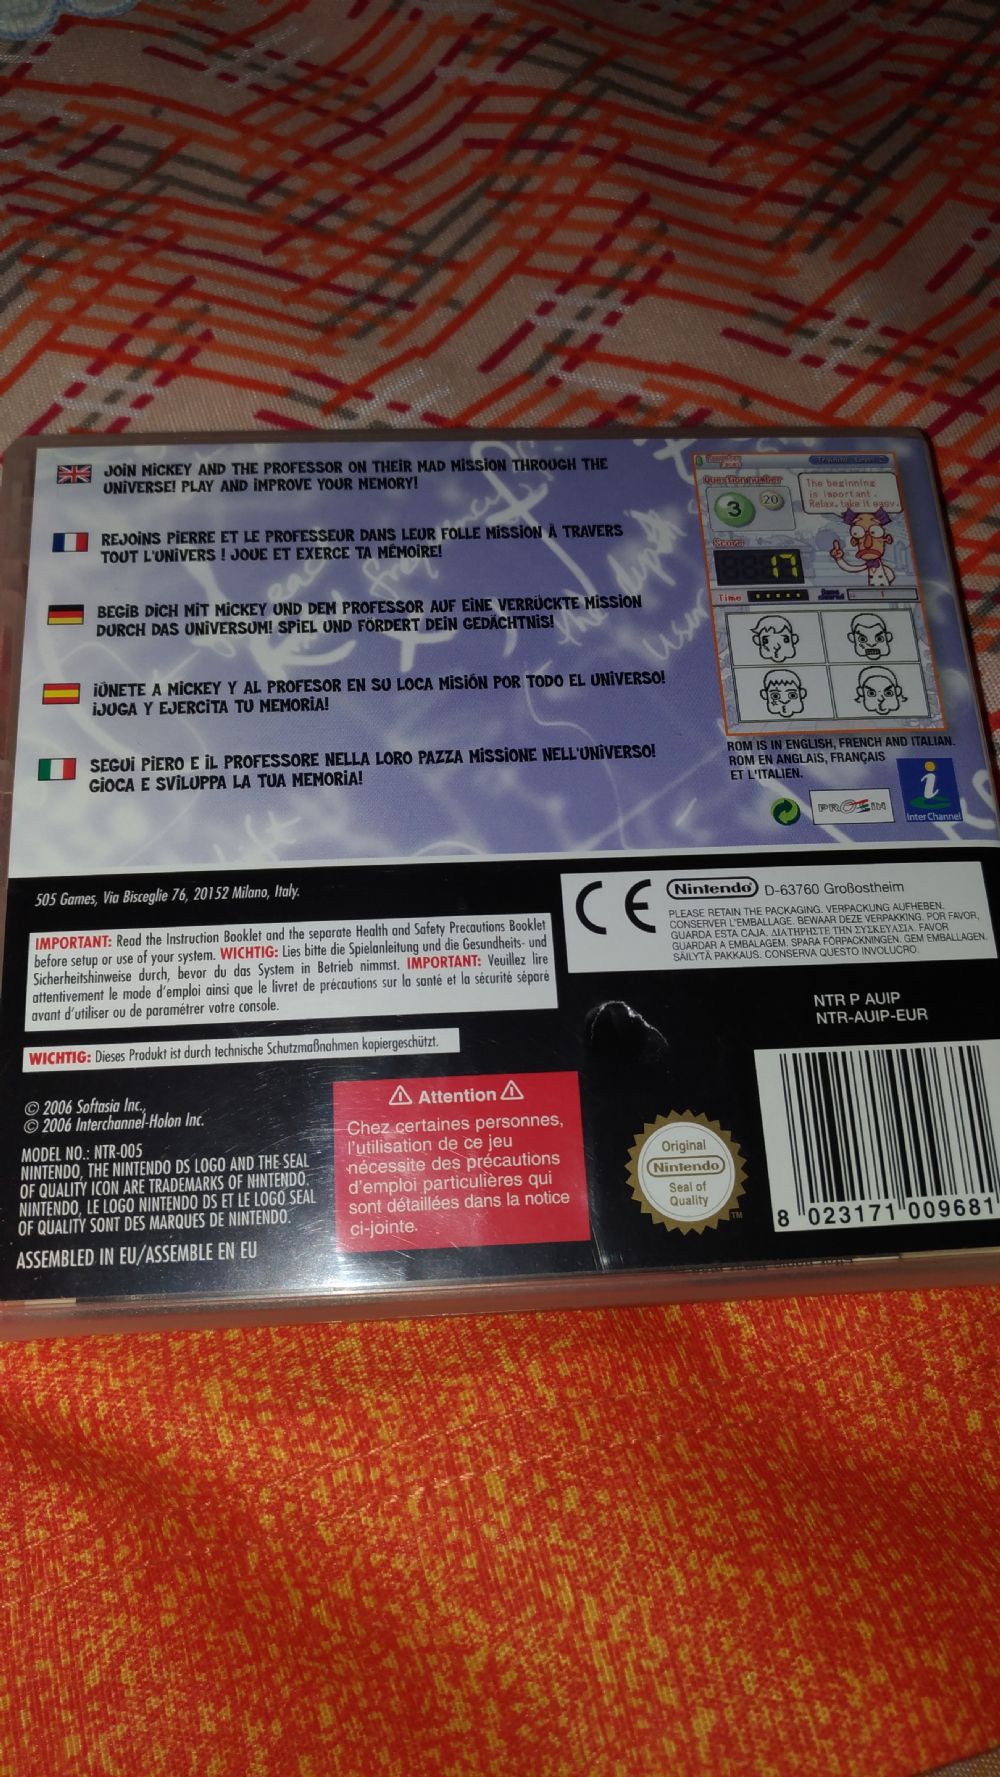 JOIN MICKEY AND THE PROFESSOR ON THEIR MAD MISSION THROUGH THE
UNIVERSE! PLAY AND IMPROVE YOUR MEMORY!
REJOINS PIERRE ET LE PROFESSEUR DANS LEUR FOLLE MISSION À TRAVERS
TOUT L'UNIVERS ! JOUE ET EXERCE TA MÉMOIRE!
BEGIB DICH MIT MICKEY UND DEM PROFESSOR AUF EINE VERRÜCKTE MISSION
DURCH DAS UNIVERSUM! SPIEL UND FÖRDERT DEIN GEDÄCHTNIS!
¡ÚNETE A MICKEY Y AL PROFESOR EN SU LOCA MISIÓN POR TODO EL UNIVERSO!
¡JUGA Y EJERCITA TU MEMORIA!
SEGUI PIERO E IL PROFESSORE NELLA LORO PAZZA MISSIONE NELL'UNIVERSO!
GIOCA E SVILUPPA LA TUA MEMORIA!
Question number
3
20
The beginning
is important.
Relax, take it easy.
Score
17
Time
ROM IS IN ENGLISH, FRENCH AND ITALIAN.
ROM EN ANGLAIS, FRANÇAIS
ET L'ITALIEN.
PRO EIN
i
Inter Channel
505 Games, Via Bisceglie 76, 20152 Milano, Italy.
IMPORTANT: Read the Instruction Booklet and the separate Health and Safety Precautions Booklet
before setup or use of your system. WICHTIG: Lies bitte die Spielanleitung und die Gesundheits- und
Sicherheitshinweise durch, bevor du das System in Betrieb nimmst. IMPORTANT: Veuillez lire
attentivement le mode d'emploi ainsi que le livret de précautions sur la santé et la sécurité séparé
avant d'utiliser ou de paramétrer votre console.
WICHTIG: Dieses Produkt ist durch technische Schutzmaßnahmen kopiergeschützt.
CE
Nintendo D-63760 Großostheim
PLEASE RETAIN THE PACKAGING. VERPACKUNG AUFHEBEN.
CONSERVER L'EMBALLAGE. BEWAAR DEZE VERPAKKING. POR FAVOR,
GUARDA ESTA CAJA. ΔΙΑΤΗΡΗΣΤΕ ΤΗΝ ΣΥΣΚΕΥΑΣΙΑ. FAVOR
GUARDAR A EMBALAGEM. SPARA FÖRPACKNINGEN. GEM EMBALLAGEN.
SÄILYTÄ PAKKAUS. CONSERVA QUESTO INVOLUCRO.
NTR P AUIP
NTR-AUIP-EUR
© 2006 Softasia Inc.,
© 2006 Interchannel-Holon Inc.
MODEL NO.: NTR-005
NINTENDO, THE NINTENDO DS LOGO AND THE SEAL
OF QUALITY ICON ARE TRADEMARKS OF NINTENDO.
NINTENDO, LE LOGO NINTENDO DS ET LE LOGO SEAL
OF QUALITY SONT DES MARQUES DE NINTENDO.
ASSEMBLED IN EU/ASSEMBLE EN EU
Attention
Chez certaines personnes,
l'utilisation de ce jeu
nécessite des précautions
d'emploi particulières qui
sont détaillées dans la notice
ci-jointe.
Original
Nintendo
Seal of
Quality
TM
8 023171 009681